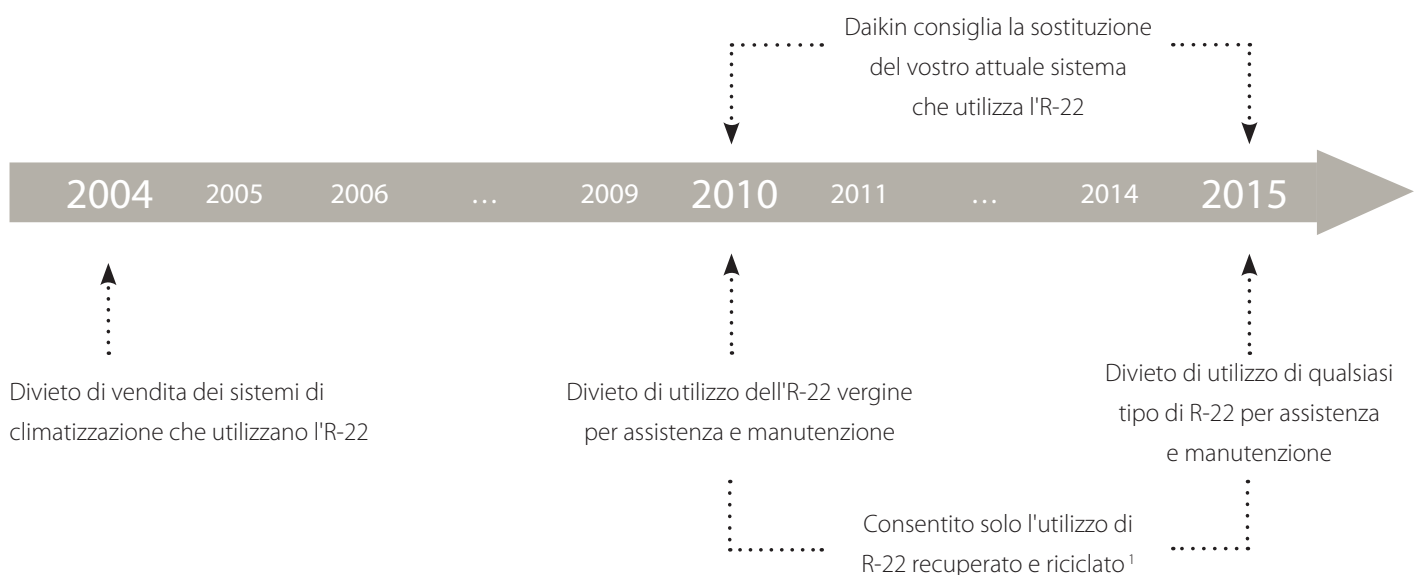 Daikin consiglia la sostituzione
del vostro attuale sistema
che utilizza l'R-22
2004 2005 2006 ... 2009 2010 2011 ... 2014 2015
Divieto di vendita dei sistemi di
climatizzazione che utilizzano l'R-22
Divieto di utilizzo dell'R-22 vergine
per assistenza e manutenzione
Divieto di utilizzo di qualsiasi
tipo di R-22 per assistenza
e manutenzione
Consentito solo l'utilizzo di
R-22 recuperato e riciclato ¹